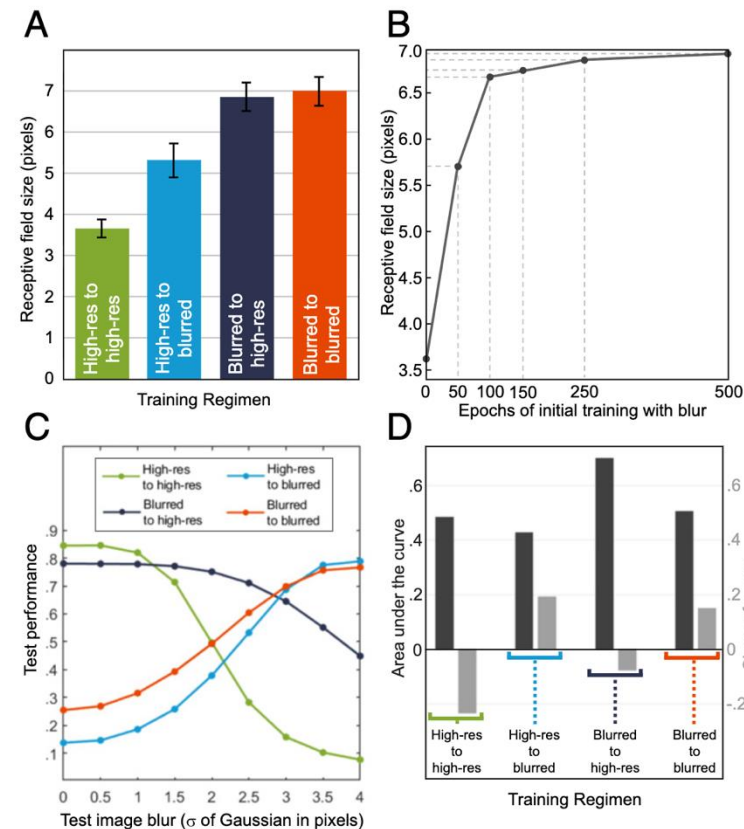 A
Receptive field size (pixels)
7
6
5
4
3
2
1
0
High-res to
high-res
High-res to
blurred
Blurred to
high-res
Blurred to
blurred
Training Regimen
B
Receptive field size (pixels)
7.0
6.5
6.0
5.5
5.0
4.5
4.0
3.5
0
50
100
150
250
500
Epochs of initial training with blur
C
High-res
to high-res
High-res
to blurred
Blurred
to high-res
Blurred
to blurred
Test performance
.9
.8
.7
.6
.5
.4
.3
.2
.1
0 0.5 1 1.5 2 2.5 3 3.5 4
Test image blur (σ of Gaussian in pixels)
D
Area under the curve
.6
.4
.2
0
.6
.4
.2
0
-.2
High-res
to
high-res
High-res
to
blurred
Blurred
to
high-res
Blurred
to
blurred
Training Regimen